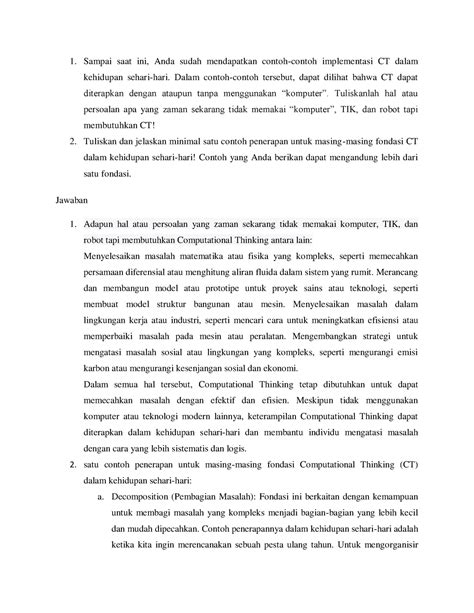 1. Sampai saat ini, Anda sudah mendapatkan contoh-contoh implementasi CT dalam
kehidupan sehari-hari. Dalam contoh-contoh tersebut, dapat dilihat bahwa CT dapat
diterapkan dengan ataupun tanpa menggunakan “komputer”. Tuliskanlah hal atau
persoalan apa yang zaman sekarang tidak memakai “komputer”, TIK, dan robot tapi
membutuhkan CT!
2. Tuliskan dan jelaskan minimal satu contoh penerapan untuk masing-masing fondasi CT
dalam kehidupan sehari-hari! Contoh yang Anda berikan dapat mengandung lebih dari
satu fondasi.
Jawaban
1. Adapun hal atau persoalan yang zaman sekarang tidak memakai komputer, TIK, dan
robot tapi membutuhkan Computational Thinking antara lain:
Menyelesaikan masalah matematika atau fisika yang kompleks, seperti memecahkan
persamaan diferensial atau menghitung aliran fluida dalam sistem yang rumit. Merancang
dan membangun model atau prototipe untuk proyek sains atau teknologi, seperti
membuat model struktur bangunan atau mesin. Menyelesaikan masalah dalam
lingkungan kerja atau industri, seperti mencari cara untuk meningkatkan efisiensi atau
memperbaiki masalah pada mesin atau peralatan. Mengembangkan strategi untuk
mengatasi masalah sosial atau lingkungan yang kompleks, seperti mengurangi emisi
karbon atau mengurangi kesenjangan sosial dan ekonomi.
Dalam semua hal tersebut, Computational Thinking tetap dibutuhkan untuk dapat
memecahkan masalah dengan efektif dan efisien. Meskipun tidak menggunakan
komputer atau teknologi modern lainnya, keterampilan Computational Thinking dapat
diterapkan dalam kehidupan sehari-hari dan membantu individu mengatasi masalah
dengan cara yang lebih sistematis dan logis.
2. satu contoh penerapan untuk masing-masing fondasi Computational Thinking (CT)
dalam kehidupan sehari-hari:
a. Decomposition (Pembagian Masalah): Fondasi ini berkaitan dengan kemampuan
untuk membagi masalah yang kompleks menjadi bagian-bagian yang lebih kecil
dan mudah dipecahkan. Contoh penerapannya dalam kehidupan sehari-hari adalah
ketika kita ingin merencanakan sebuah pesta ulang tahun. Untuk mengorganisir